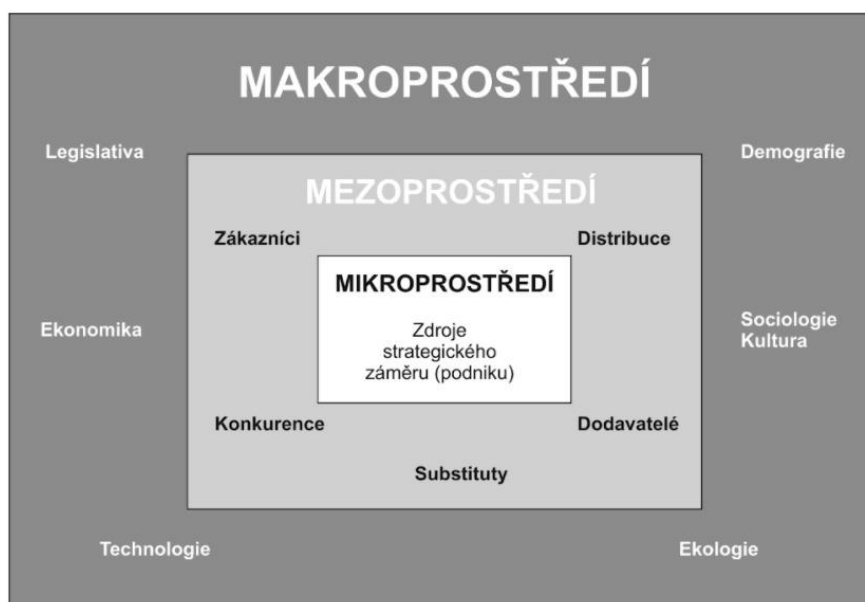 MAKROPROSTŘEDÍ
Legislativa
Demografie
MEZOPROSTŘEDÍ
Zákazníci
Distribuce
MIKROPROSTŘEDÍ
Zdroje
strategického
záměru (podniku)
Ekonomika
Sociologie
Kultura
Konkurence
Dodavatelé
Substituty
Technologie
Ekologie